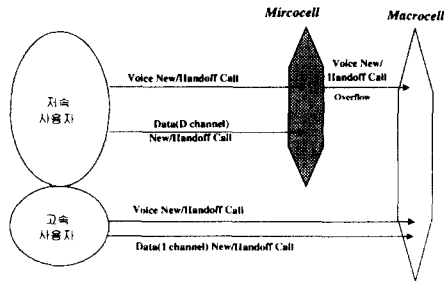 Mircocell
Macrocell
Voice New/Handoff Call
Voice New/
Handoff Call
Overflow
저속
사용자
Data(D channel)
New/Handoff Call
Voice New/Handoff Call
고속
사용자
Data(1 channel) New/Handoff Call